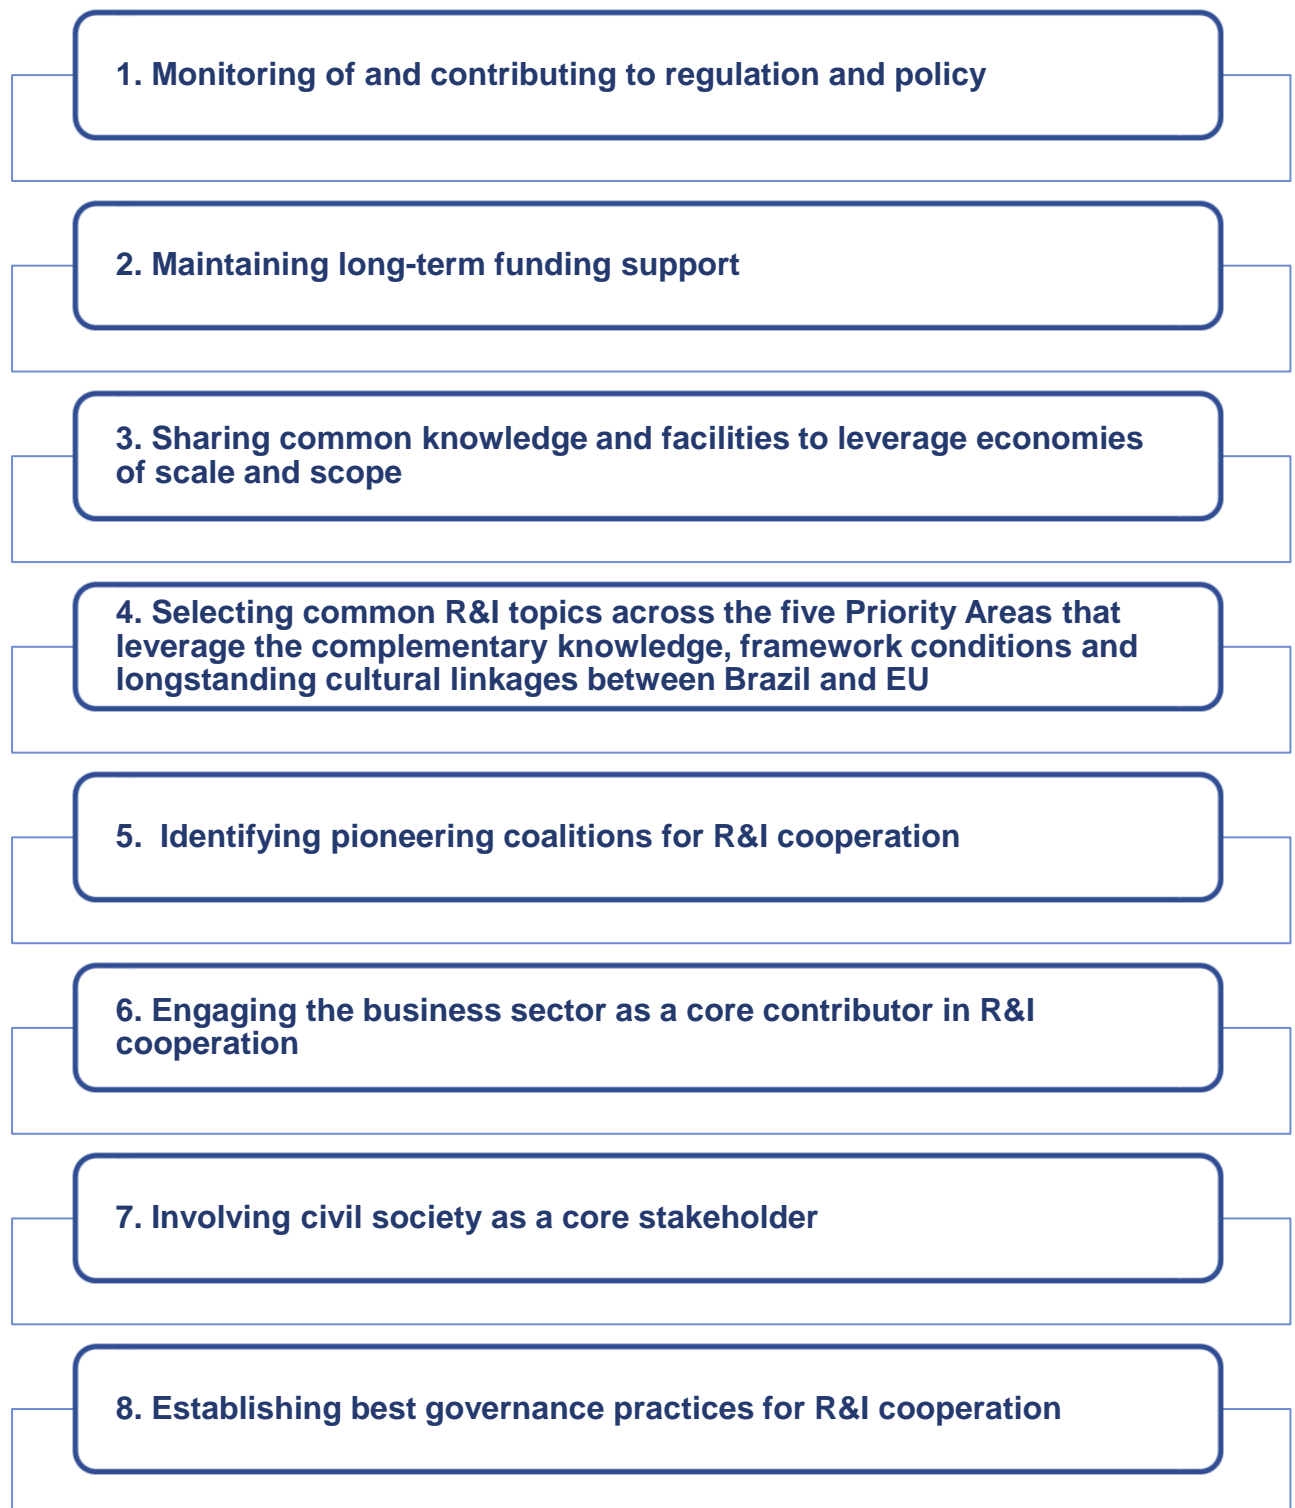 1. Monitoring of and contributing to regulation and policy
2. Maintaining long-term funding support
3. Sharing common knowledge and facilities to leverage economies
of scale and scope
4. Selecting common R&I topics across the five Priority Areas that
leverage the complementary knowledge, framework conditions and
longstanding cultural linkages between Brazil and EU
5.  Identifying pioneering coalitions for R&I cooperation
6. Engaging the business sector as a core contributor in R&I
cooperation
7. Involving civil society as a core stakeholder
8. Establishing best governance practices for R&I cooperation